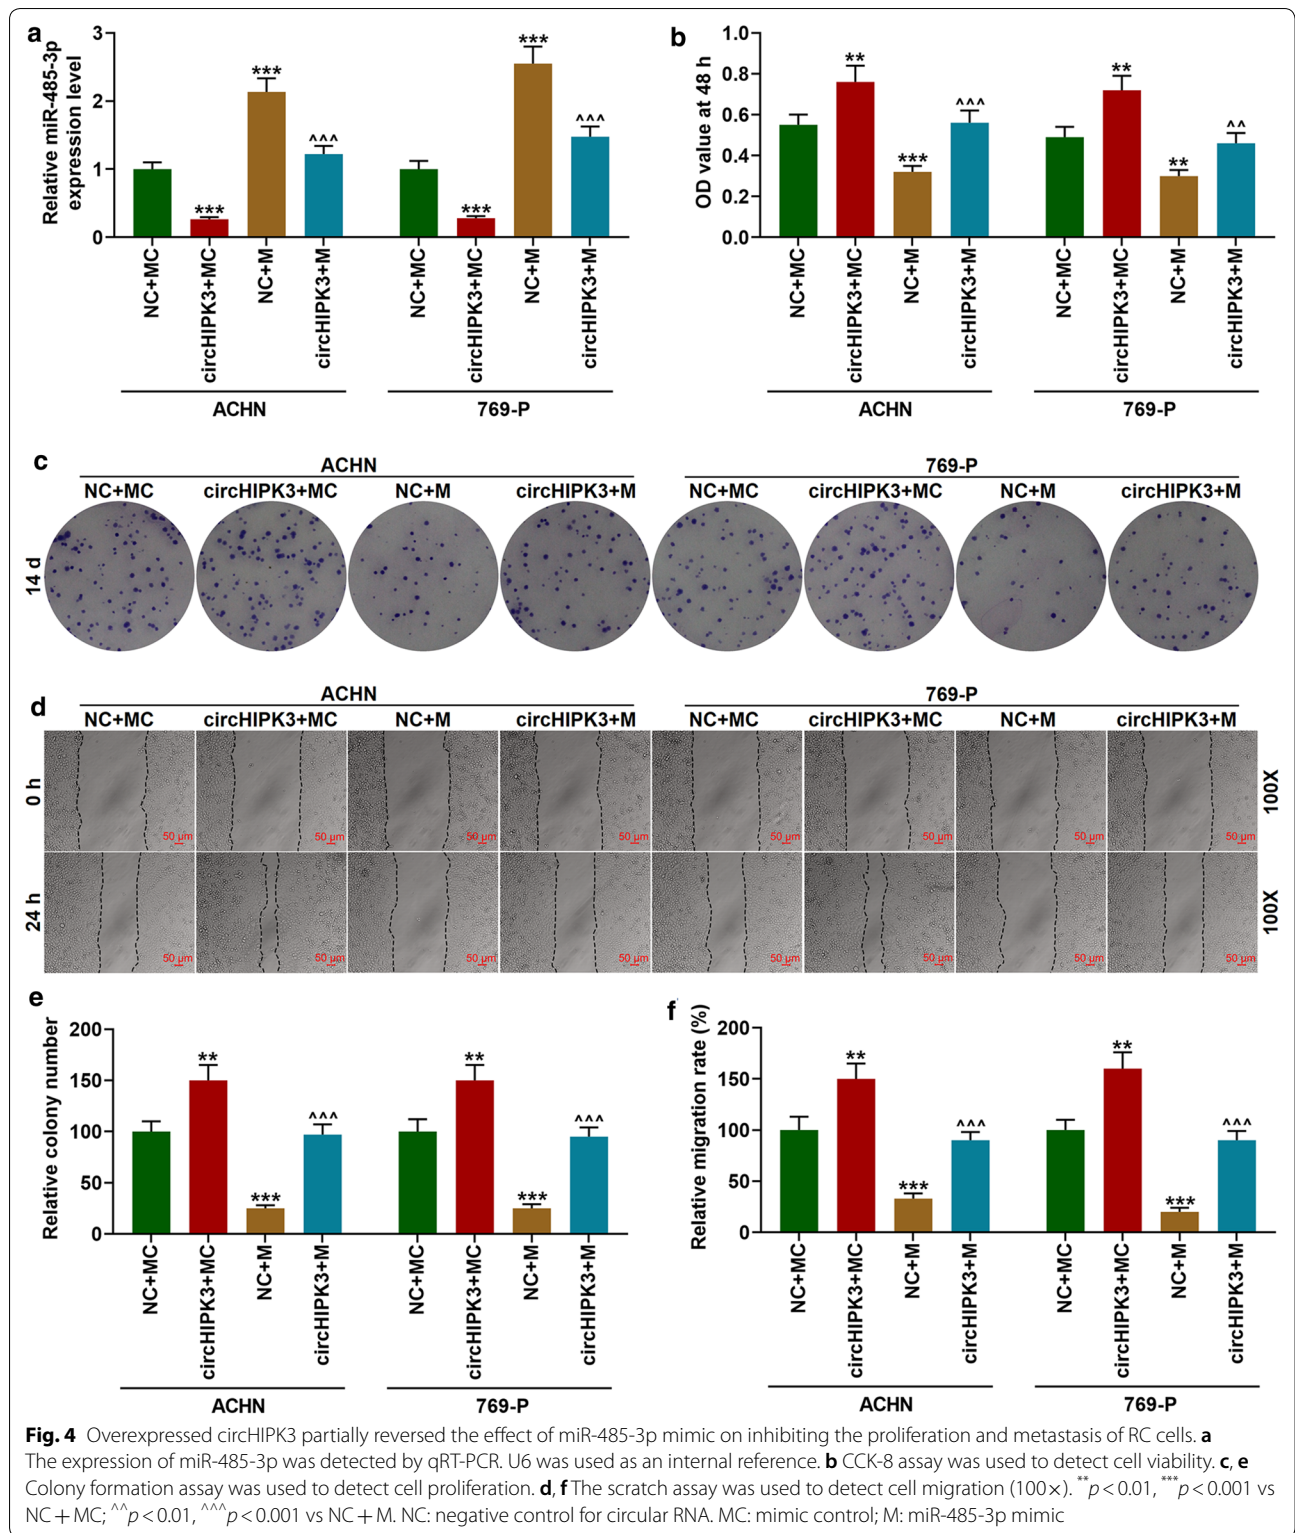 a
Relative miR-485-3p
expression level
3
2
1
0
***
***
^^^
***
***
^^^
NC+MC
circHIPK3+MC
NC+M
circHIPK3+M
NC+MC
circHIPK3+MC
NC+M
circHIPK3+M
ACHN
769-P
b
OD value at 48 h
1.0
0.8
0.6
0.4
0.2
0.0
**
***
^^^
**
**
^^
NC+MC
circHIPK3+MC
NC+M
circHIPK3+M
NC+MC
circHIPK3+MC
NC+M
circHIPK3+M
ACHN
769-P
c
ACHN
769-P
NC+MC circHIPK3+MC NC+M circHIPK3+M NC+MC circHIPK3+MC NC+M circHIPK3+M
14 d
d
ACHN
769-P
NC+MC circHIPK3+MC NC+M circHIPK3+M NC+MC circHIPK3+MC NC+M circHIPK3+M
0 h
50 µm 50 µm 50 µm 50 µm 50 µm 50 µm 50 µm 50 µm
100X
24 h
50 µm 50 µm 50 µm 50 µm 50 µm 50 µm 50 µm 50 µm
100X
e
Relative colony number
200
150
100
50
0
**
***
^^^
**
***
^^^
NC+MC
circHIPK3+MC
NC+M
circHIPK3+M
NC+MC
circHIPK3+MC
NC+M
circHIPK3+M
ACHN
769-P
f
Relative migration rate (%)
200
150
100
50
0
**
***
^^^
**
***
^^^
NC+MC
circHIPK3+MC
NC+M
circHIPK3+M
NC+MC
circHIPK3+MC
NC+M
circHIPK3+M
ACHN
769-P
Fig. 4 Overexpressed circHIPK3 partially reversed the effect of miR-485-3p mimic on inhibiting the proliferation and metastasis of RC cells. a
The expression of miR-485-3p was detected by qRT-PCR. U6 was used as an internal reference. b CCK-8 assay was used to detect cell viability. c, e
Colony formation assay was used to detect cell proliferation. d, f The scratch assay was used to detect cell migration (100×). **p < 0.01, ***p < 0.001 vs
NC + MC; ^^p < 0.01, ^^^p < 0.001 vs NC + M. NC: negative control for circular RNA. MC: mimic control; M: miR-485-3p mimic